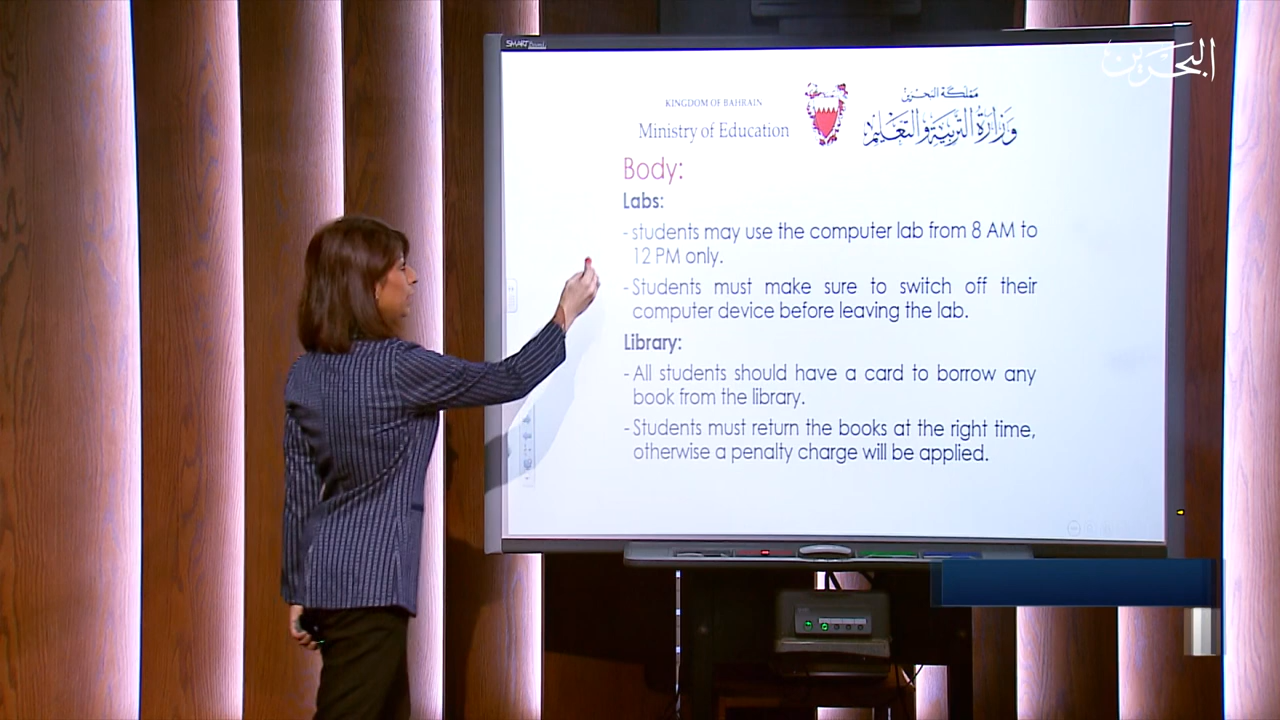 SMART Board
البحرين
KINGDOM OF BAHRAIN
Ministry of Education
مملكة البحرين
وزارة التربية والتعليم
Body:
Labs:
- students may use the computer lab from 8 AM to
12 PM only.
- Students must make sure to switch off their
computer device before leaving the lab.
Library:
- All students should have a card to borrow any
book from the library.
- Students must return the books at the right time,
otherwise a penalty charge will be applied.